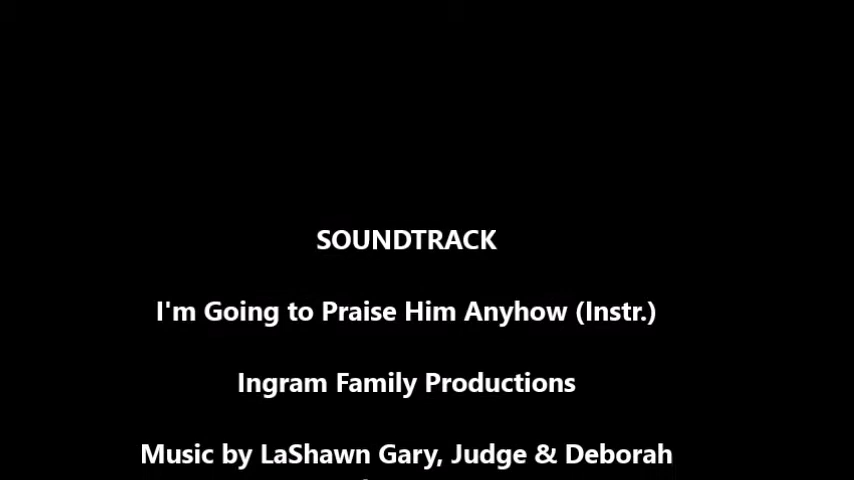 SOUNDTRACK
I'm Going to Praise Him Anyhow (Instr.)
Ingram Family Productions
Music by LaShawn Gary, Judge & Deborah